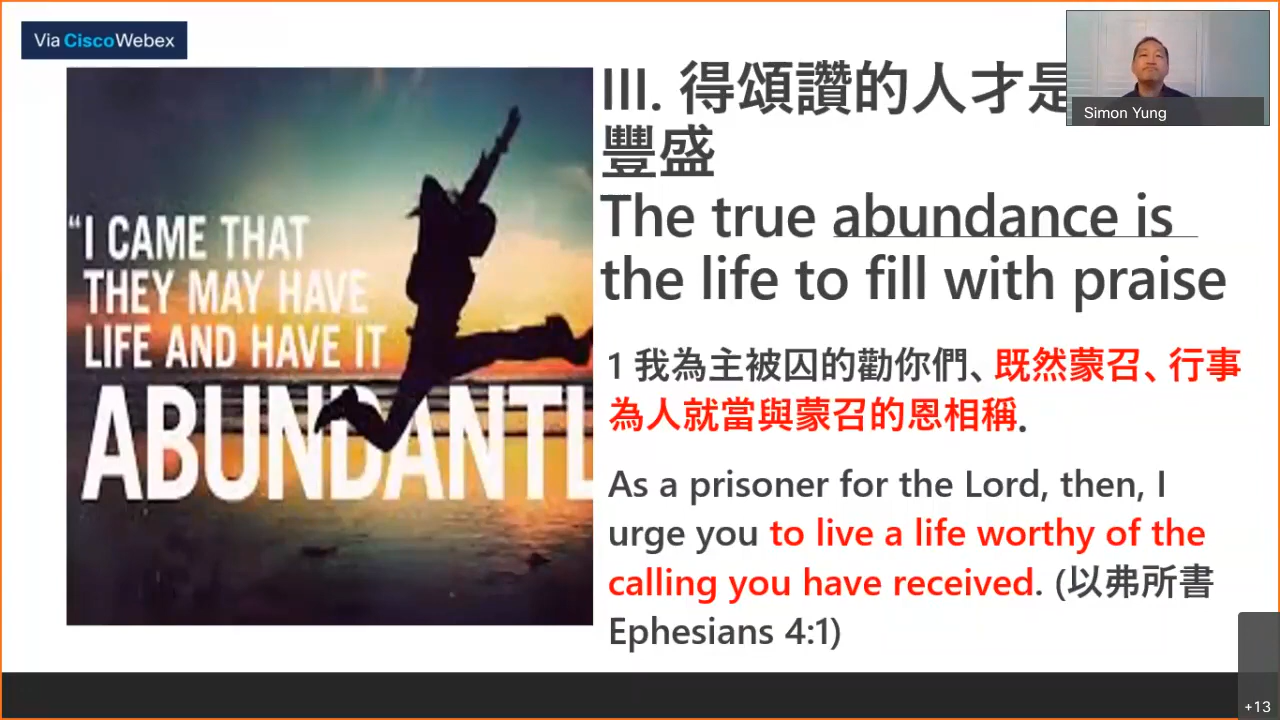 Via CiscoWebex
III. 得頌讚的人才是
豐盛
The true abundance is
the life to fill with praise
Simon Yung
“I CAME THAT
THEY MAY HAVE
LIFE AND HAVE IT
ABUNDANTL
1 我為主被囚的勸你們、既然蒙召、行事
為人就當與蒙召的恩相稱.
As a prisoner for the Lord, then, I
urge you to live a life worthy of the
calling you have received. (以弗所書
Ephesians 4:1)
+13